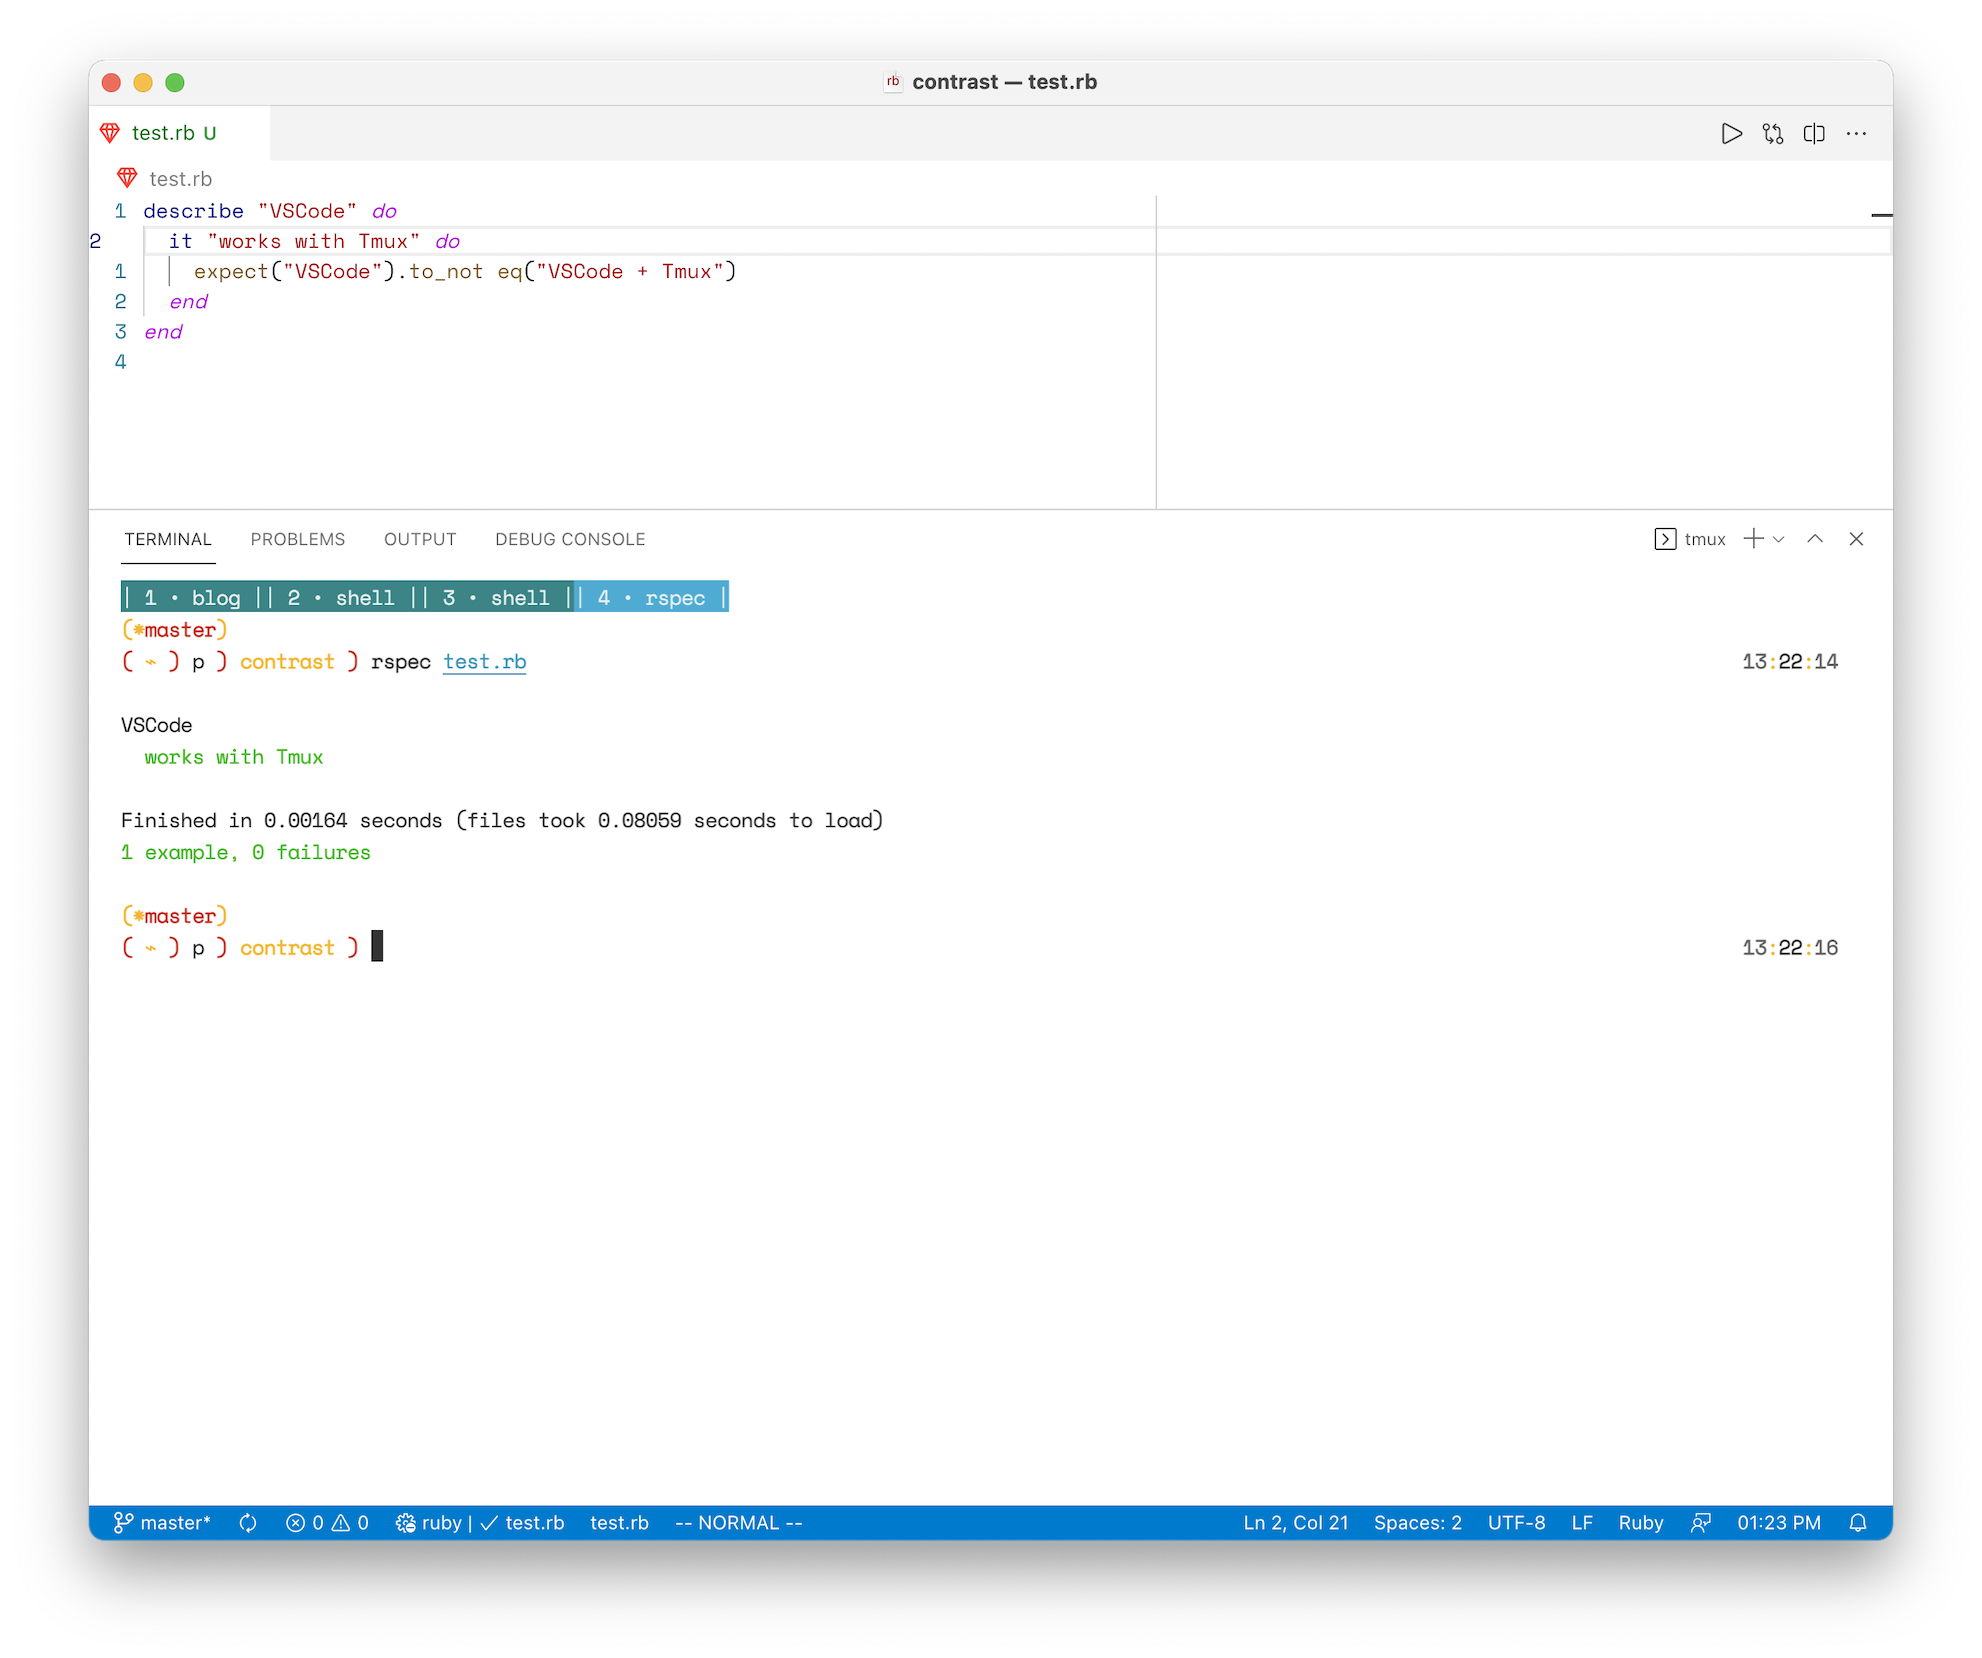 rb contrast — test.rb
test.rb U
test.rb
1 describe "VSCode" do
2 it "works with Tmux" do
1 expect("VSCode").to_not eq("VSCode + Tmux")
2 end
3 end
4
TERMINAL PROBLEMS OUTPUT DEBUG CONSOLE tmux
| 1 • blog || 2 • shell || 3 • shell || 4 • rspec |
(*master)
( ~ ) p ) contrast ) rspec test.rb 13:22:14
VSCode
works with Tmux
Finished in 0.00164 seconds (files took 0.08059 seconds to load)
1 example, 0 failures
(*master)
( ~ ) p ) contrast ) 13:22:16
master* 0 0 ruby | ✓ test.rb test.rb -- NORMAL -- Ln 2, Col 21 Spaces: 2 UTF-8 LF Ruby 01:23 PM